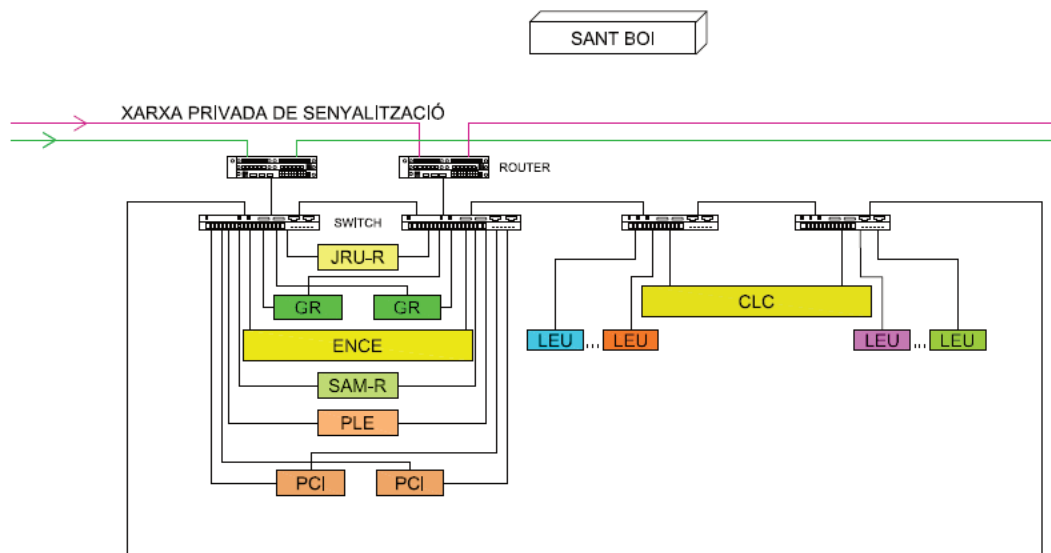 SANT BOI
XARXA PRIVADA DE SENYALITZACIÓ
ROUTER
SWITCH
JRU-R
GR
GR
CLC
ENCE
LEU
...
LEU
LEU
...
LEU
SAM-R
PLE
PCI
PCI